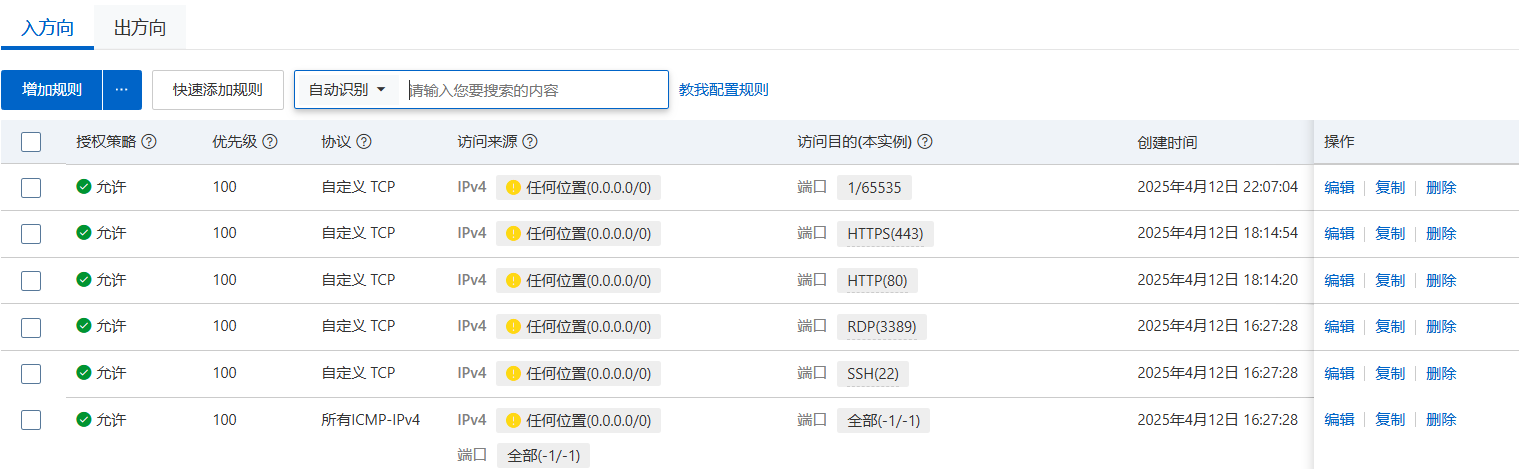 入方向 出方向
增加规则 ... 快速添加规则 自动识别 请输入您要搜索的内容 教我配置规则
授权策略 优先级 协议 访问来源 访问目的(本实例) 创建时间 操作
允许 100 自定义 TCP IPv4 任何位置(0.0.0.0/0) 端口 1/65535 2025年4月12日 22:07:04 编辑 复制 删除
允许 100 自定义 TCP IPv4 任何位置(0.0.0.0/0) 端口 HTTPS(443) 2025年4月12日 18:14:54 编辑 复制 删除
允许 100 自定义 TCP IPv4 任何位置(0.0.0.0/0) 端口 HTTP(80) 2025年4月12日 18:14:20 编辑 复制 删除
允许 100 自定义 TCP IPv4 任何位置(0.0.0.0/0) 端口 RDP(3389) 2025年4月12日 16:27:28 编辑 复制 删除
允许 100 自定义 TCP IPv4 任何位置(0.0.0.0/0) 端口 SSH(22) 2025年4月12日 16:27:28 编辑 复制 删除
允许 100 所有ICMP-IPv4 IPv4 任何位置(0.0.0.0/0) 端口 全部(-1/-1) 2025年4月12日 16:27:28 编辑 复制 删除
端口 全部(-1/-1)